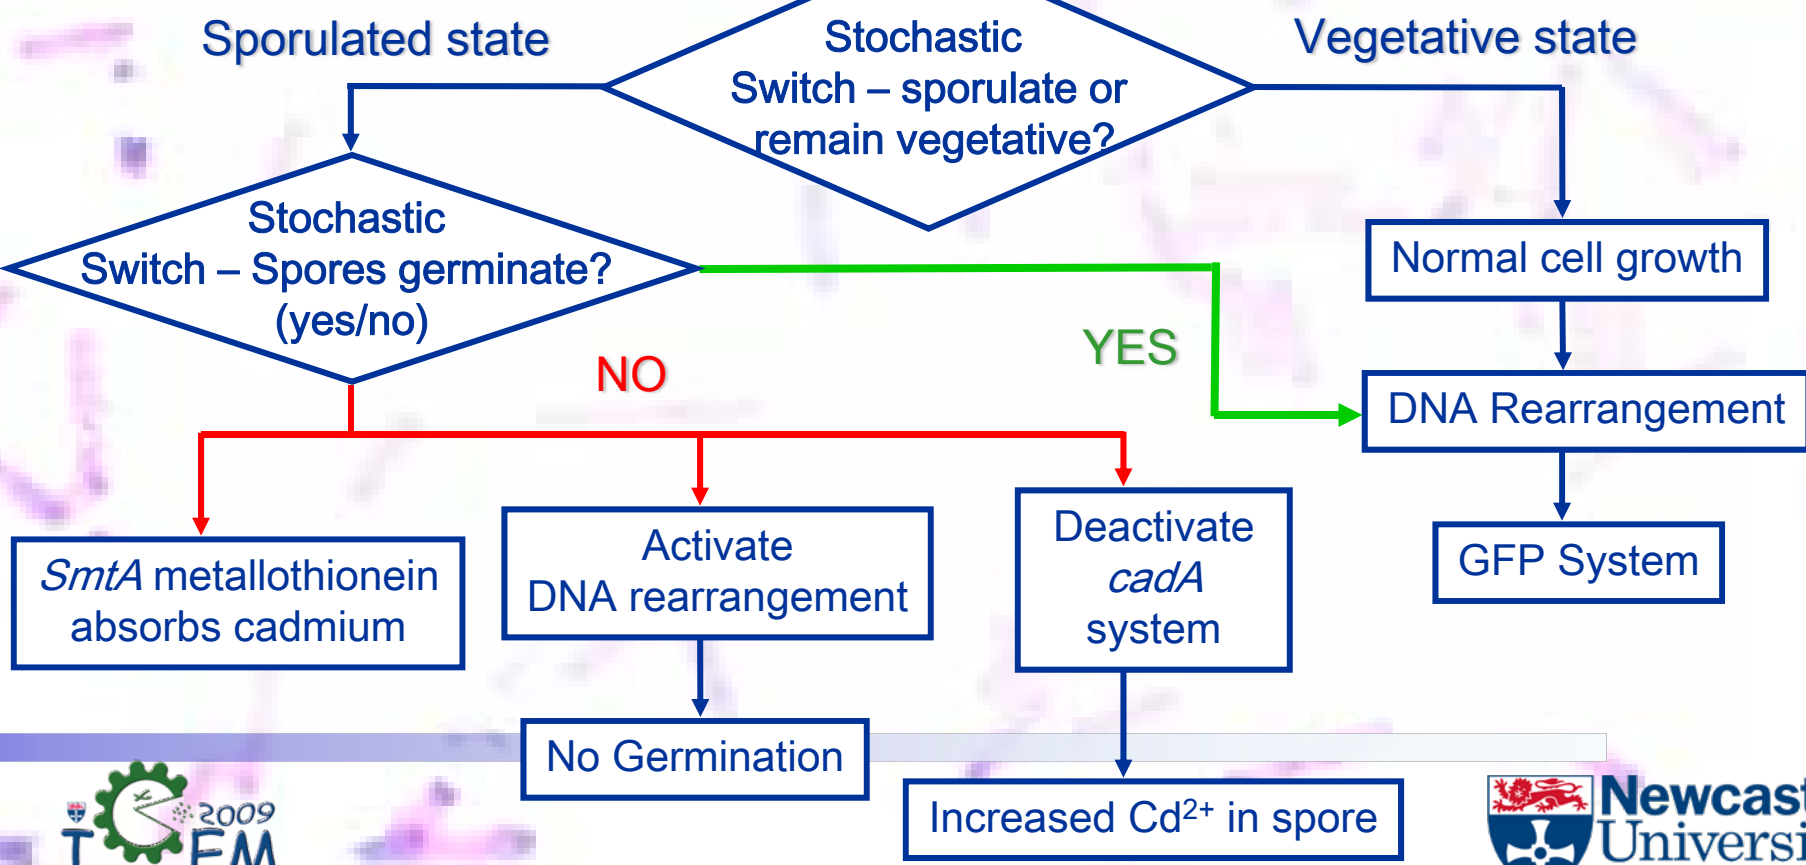 Sporulated state
Stochastic
Switch – sporulate or
remain vegetative?
Vegetative state
Stochastic
Switch – Spores germinate?
(yes/no)
Normal cell growth
NO
YES
DNA Rearrangement
SmtA metallothionein
absorbs cadmium
Activate
DNA rearrangement
Deactivate
cadA
system
GFP System
No Germination
Increased Cd²⁺ in spore
2009
Newcast
Universi